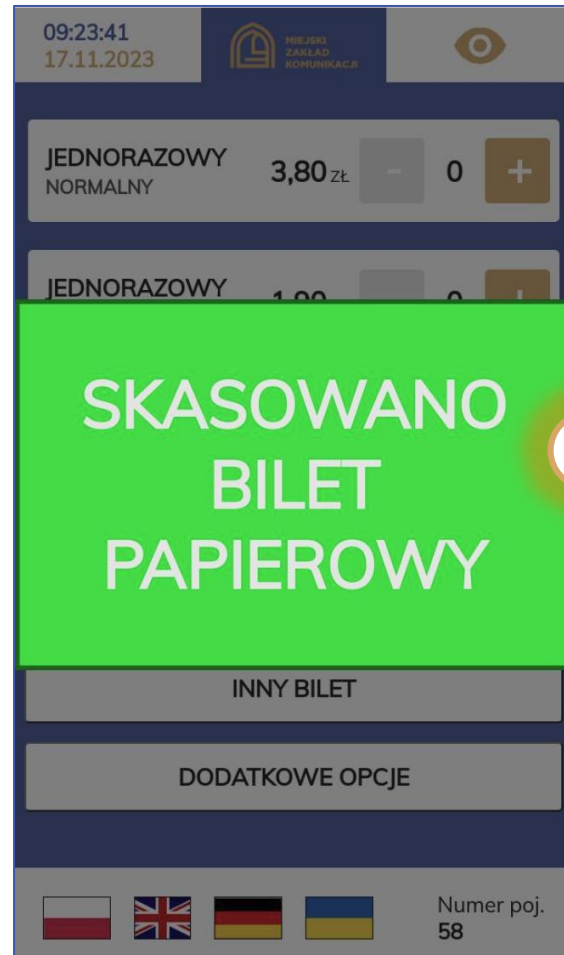 09:23:41
17.11.2023
MIEJSKI
ZAKŁAD
KOMUNIKACJI
JEDNORAZOWY 3,80 ZŁ - 0 +
NORMALNY
JEDNORAZOWY
SKASOWANO
BILET
PAPIEROWY
INNY BILET
DODATKOWE OPCJE
Numer poj.
58